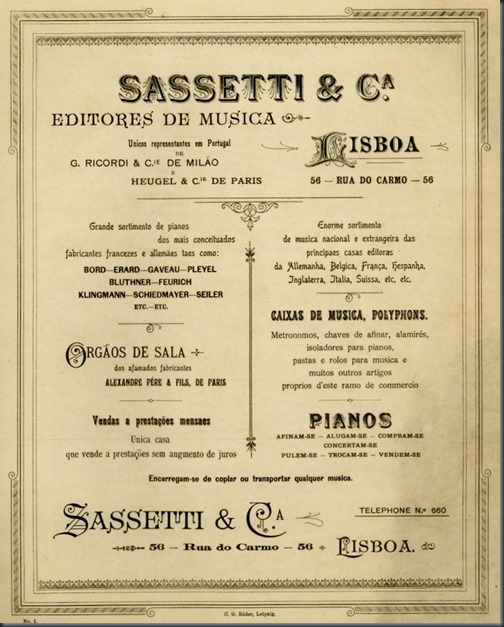 SASSETTI & C.A
EDITORES DE MUSICA
Unicos representantes em Portugal
DE
G. RICORDI & C.IE DE MILÃO
E
HEUGEL & C.IE DE PARIS
LISBOA
56 — RUA DO CARMO — 56
Grande sortimento de pianos
dos mais conceituados
fabricantes francezes e allemães taes como:
BORD—ERARD—GAVEAU—PLEYEL
BLUTHNER—FEURICH
KLINGMANN—SCHIEDMAYER—SEILER
ETC.—ETC.
ORGÃOS DE SALA
dos afamados fabricantes
ALEXANDRE PÉRE & FILS, DE PARIS
Vendas a prestações mensaes
Unica casa
que vende a prestações sem augmento de juros
Enorme sortimento
de musica nacional e extrangeira das
principaes casas editoras
da Allemanha, Belgica, França, Hespanha,
Inglaterra, Italia, Suissa, etc, etc.
CAIXAS DE MUSICA, POLYPHONS.
Metronomos, chaves de afinar, alamirés,
isoladores para pianos,
pastas e rolos para musica e
muitos outros artigos
proprios d'este ramo de commercio
PIANOS
AFINAM-SE — ALUGAM-SE — COMPRAM-SE
CONCERTAM-SE
PULEM-SE — TROCAM-SE — VENDEM-SE
Encarregam-se de copiar ou transportar qualquer musica.
SASSETTI & C.A
56 — Rua do Carmo — 56
TELEPHONE N.º 660
LISBOA.
C. G. Röder, Leipzig.
No. 1.